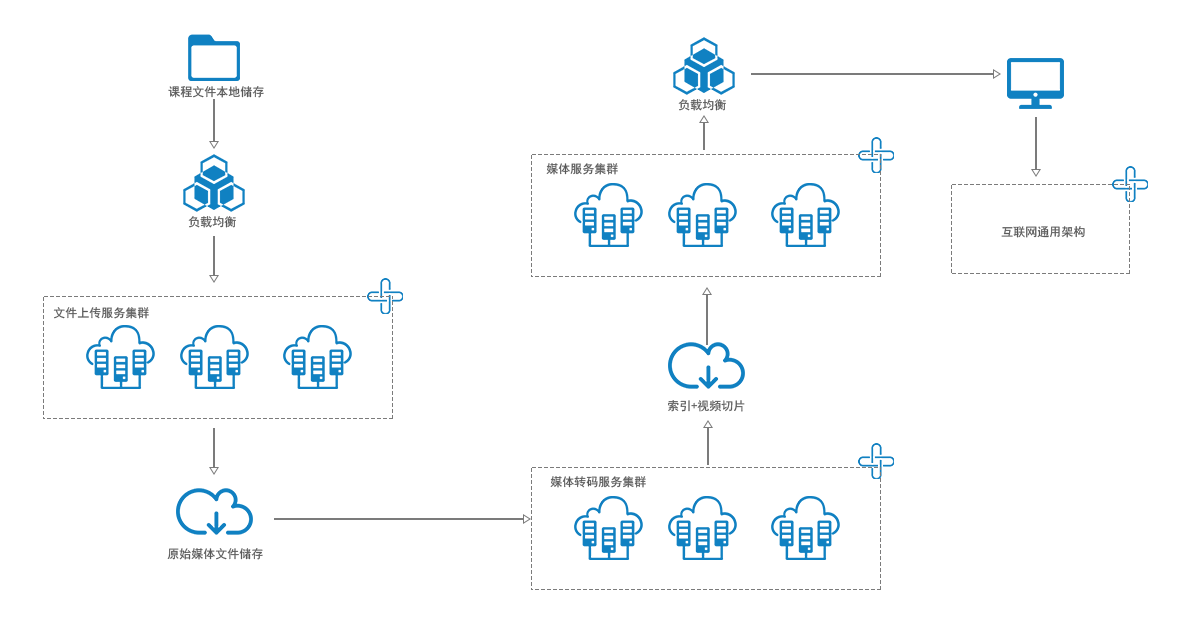 课程文件本地储存
负载均衡
文件上传服务集群
原始媒体文件储存
媒体转码服务集群
索引+视频切片
媒体服务集群
负载均衡
互联网通用架构